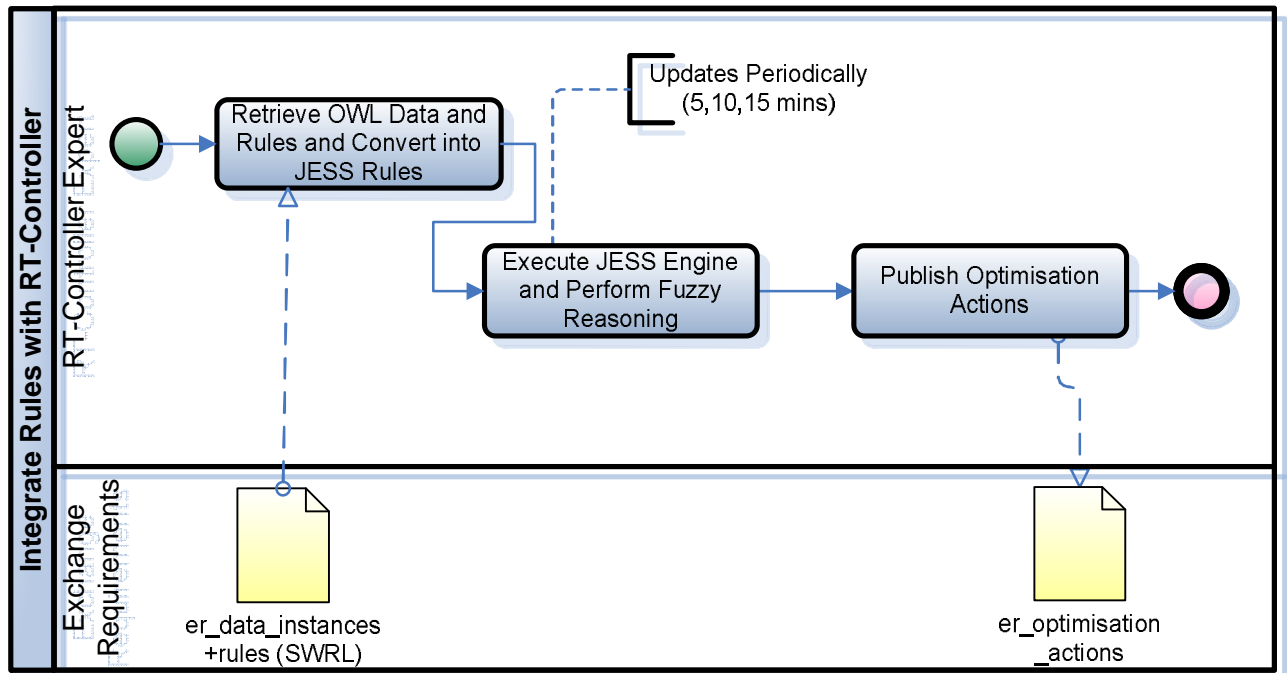 Integrate Rules with RT-Controller
RT-Controller Expert
Retrieve OWL Data and
Rules and Convert into
JESS Rules
Updates Periodically
(5,10,15 mins)
Execute JESS Engine
and Perform Fuzzy
Reasoning
Publish Optimisation
Actions
Exchange
Requirements
er_data_instances
+rules (SWRL)
er_optimisation
_actions